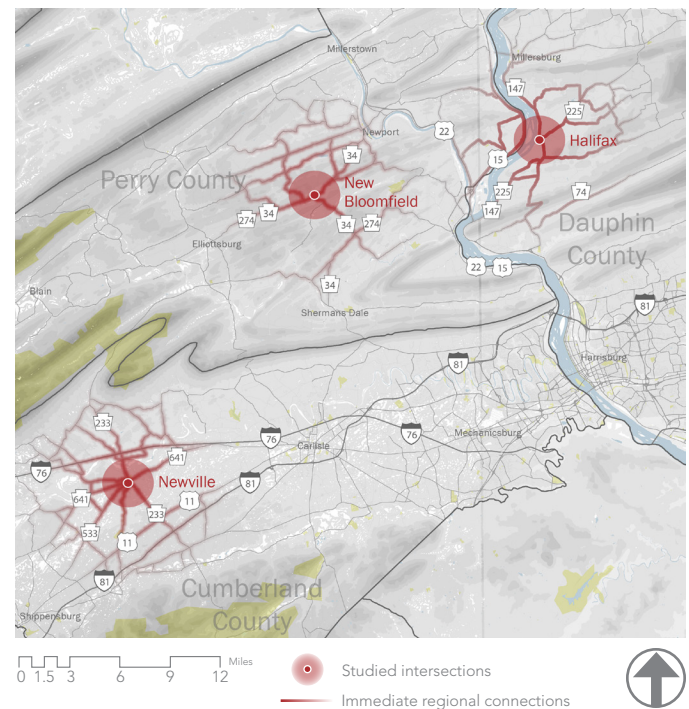 Millerstown
Millersburg
147
225
22
Newport
Halifax
34
15
Perry County
New
Bloomfield
225
74
147
274
34
34
274
Dauphin
County
Elliottsburg
22
15
34
Blain
81
Shermans Dale
Harrisburg
81
233
76
76
Mechanicsburg
Carlisle
641
76
Newville
81
641
11
233
533
11
81
Cumberland
County
Shippensburg
Miles
0 1.5 3 6 9 12
Studied intersections
Immediate regional connections